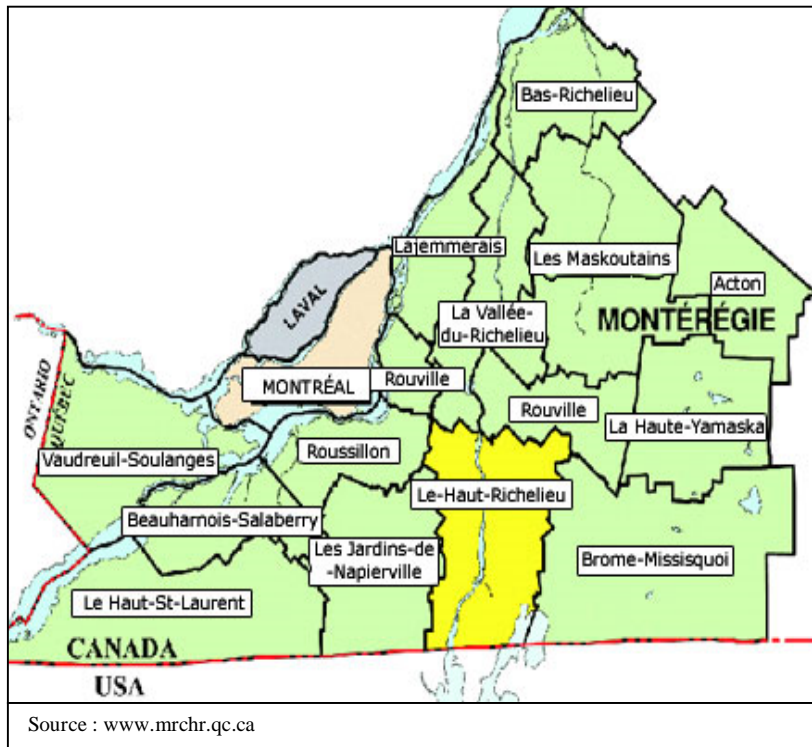 Bas-Richelieu
Lajemmerais
Les Maskoutains
Acton
LAVAL
La Vallée-
du-Richelieu
MONTÉRÉGIE
MONTRÉAL
Rouville
Rouville
La Haute-Yamaska
ONTARIO
QUÉBEC
Vaudreuil-Soulanges
Roussillon
Le-Haut-Richelieu
Beauharnois-Salaberry
Les Jardins-de
-Napierville
Brome-Missisquoi
Le Haut-St-Laurent
CANADA
USA
Source : www.mrchr.qc.ca